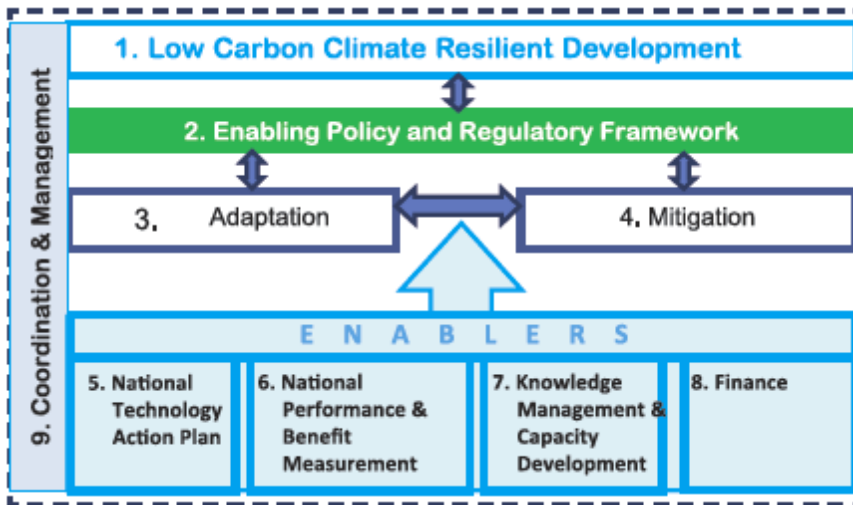 1. Low Carbon Climate Resilient Development
2. Enabling Policy and Regulatory Framework
3. Adaptation
4. Mitigation
ENABLERS
5. National
Technology
Action Plan
6. National
Performance &
Benefit
Measurement
7. Knowledge
Management &
Capacity
Development
8. Finance
9. Coordination & Management